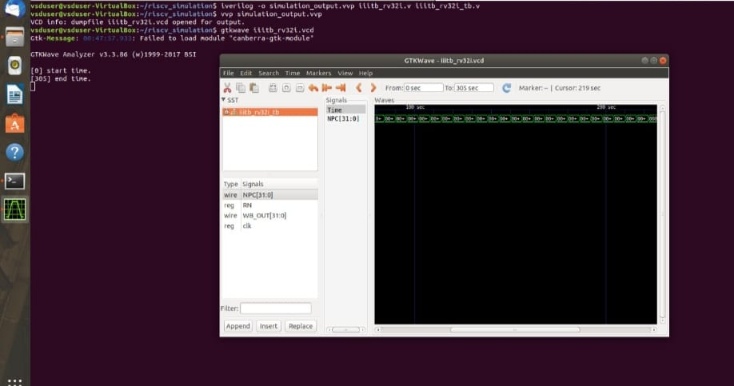 vsduser@vsduser-VirtualBox:~/riscv_simulation$ iverilog -o simulation_output.vvp iiitb_rv32i.v iiitb_rv32i_tb.v
vsduser@vsduser-VirtualBox:~/riscv_simulation$ vvp simulation_output.vvp
VCD info: dumpfile iiitb_rv32i.vcd opened for output.
vsduser@vsduser-VirtualBox:~/riscv_simulation$ gtkwave iiitb_rv32i.vcd
Gtk-Message: Failed to load module "canberra-gtk-module"
GTKWave Analyzer v3.3.86 (w)1999-2017 BSI
[0] start time.
[305] end time.
GTKWave - iiitb_rv32i.vcd
File Edit Search Time Markers View Help
From: 0 sec To: 305 sec Marker: -- | Cursor: 219 sec
SST
iiitb_rv32i_tb
Signals
Time
NPC[31:0]
Waves
100 sec
200 sec
Type Signals
wire NPC[31:0]
reg RN
wire WB_OUT[31:0]
reg clk
Filter:
Append Insert Replace